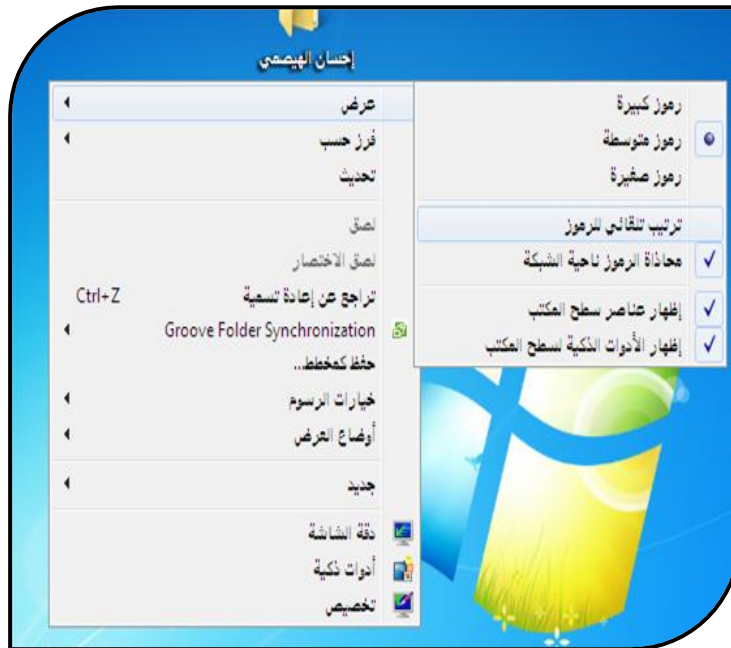 إحسان الهيصمي
عرض
فرز حسب
تحديث
لصق
لصق الاختصار
تراجع عن إعادة تسمية Ctrl+Z
Groove Folder Synchronization
حفظ كمخطط...
خيارات الرسوم
أوضاع العرض
جديد
دقة الشاشة
أدوات ذكية
تخصيص
رموز كبيرة
رموز متوسطة
رموز صغيرة
ترتيب تلقائي للرموز
محاذاة الرموز ناحية الشبكة
إظهار عناصر سطح المكتب
إظهار الأدوات الذكية لسطح المكتب